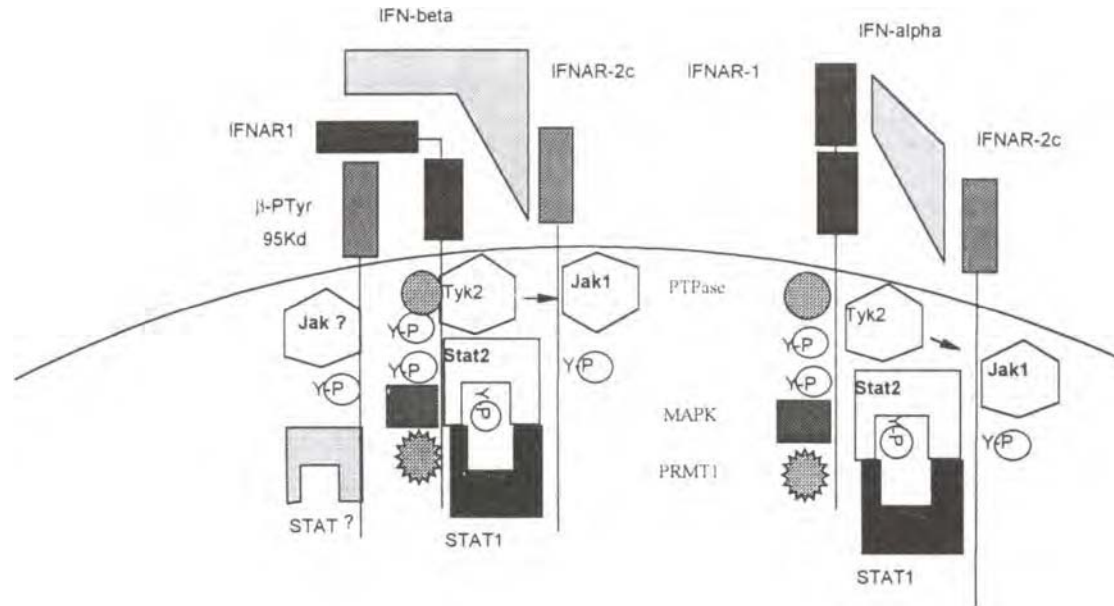 IFN-beta
IFN-alpha
IFNAR-2c
IFNAR-1
IFNAR1
IFNAR-2c
β-PTyr
95Kd
Tyk2
Jak1
PTPase
Tyk2
Jak ?
Y-P
Y-P
Stat2
Y-P
Y-P
Jak1
Y-P
Y-P
Stat2
Y-P
Y-P
MAPK
Y-P
Y-P
PRMT1
STAT ?
STAT1
STAT1